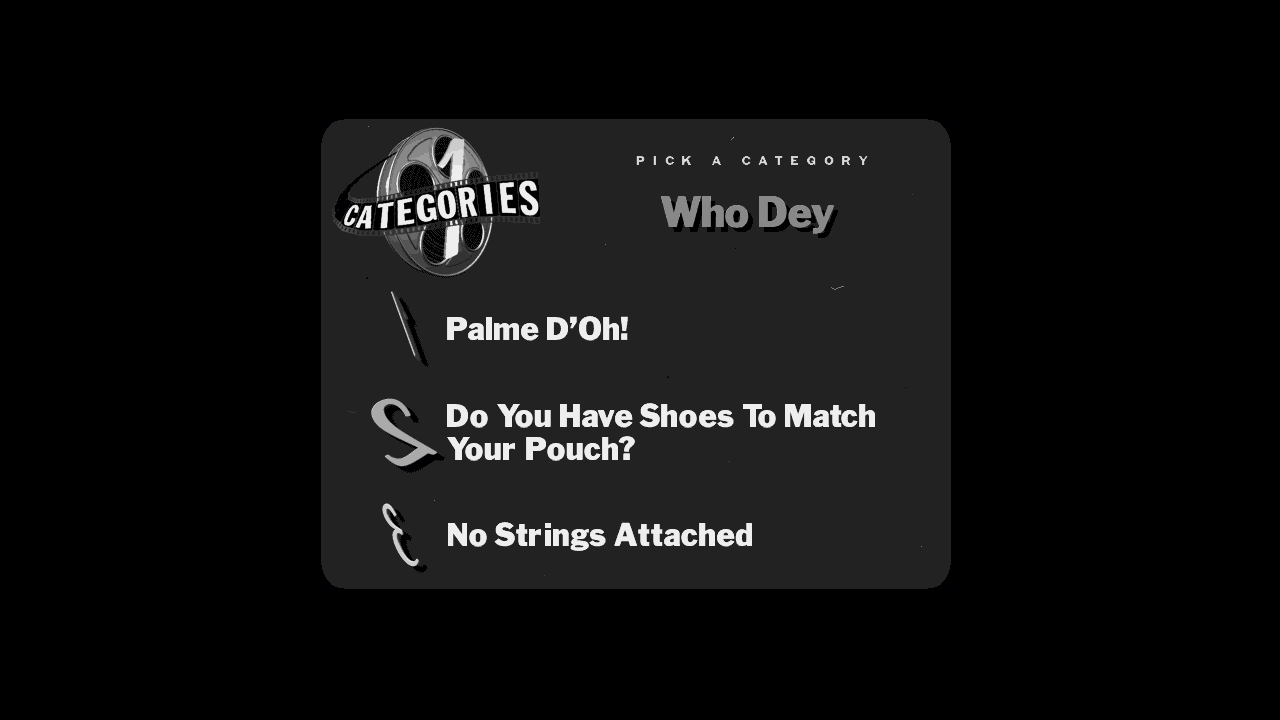 1
CATEGORIES
PICK A CATEGORY
Who Dey
1 Palme D’Oh!
2 Do You Have Shoes To Match
Your Pouch?
3 No Strings Attached